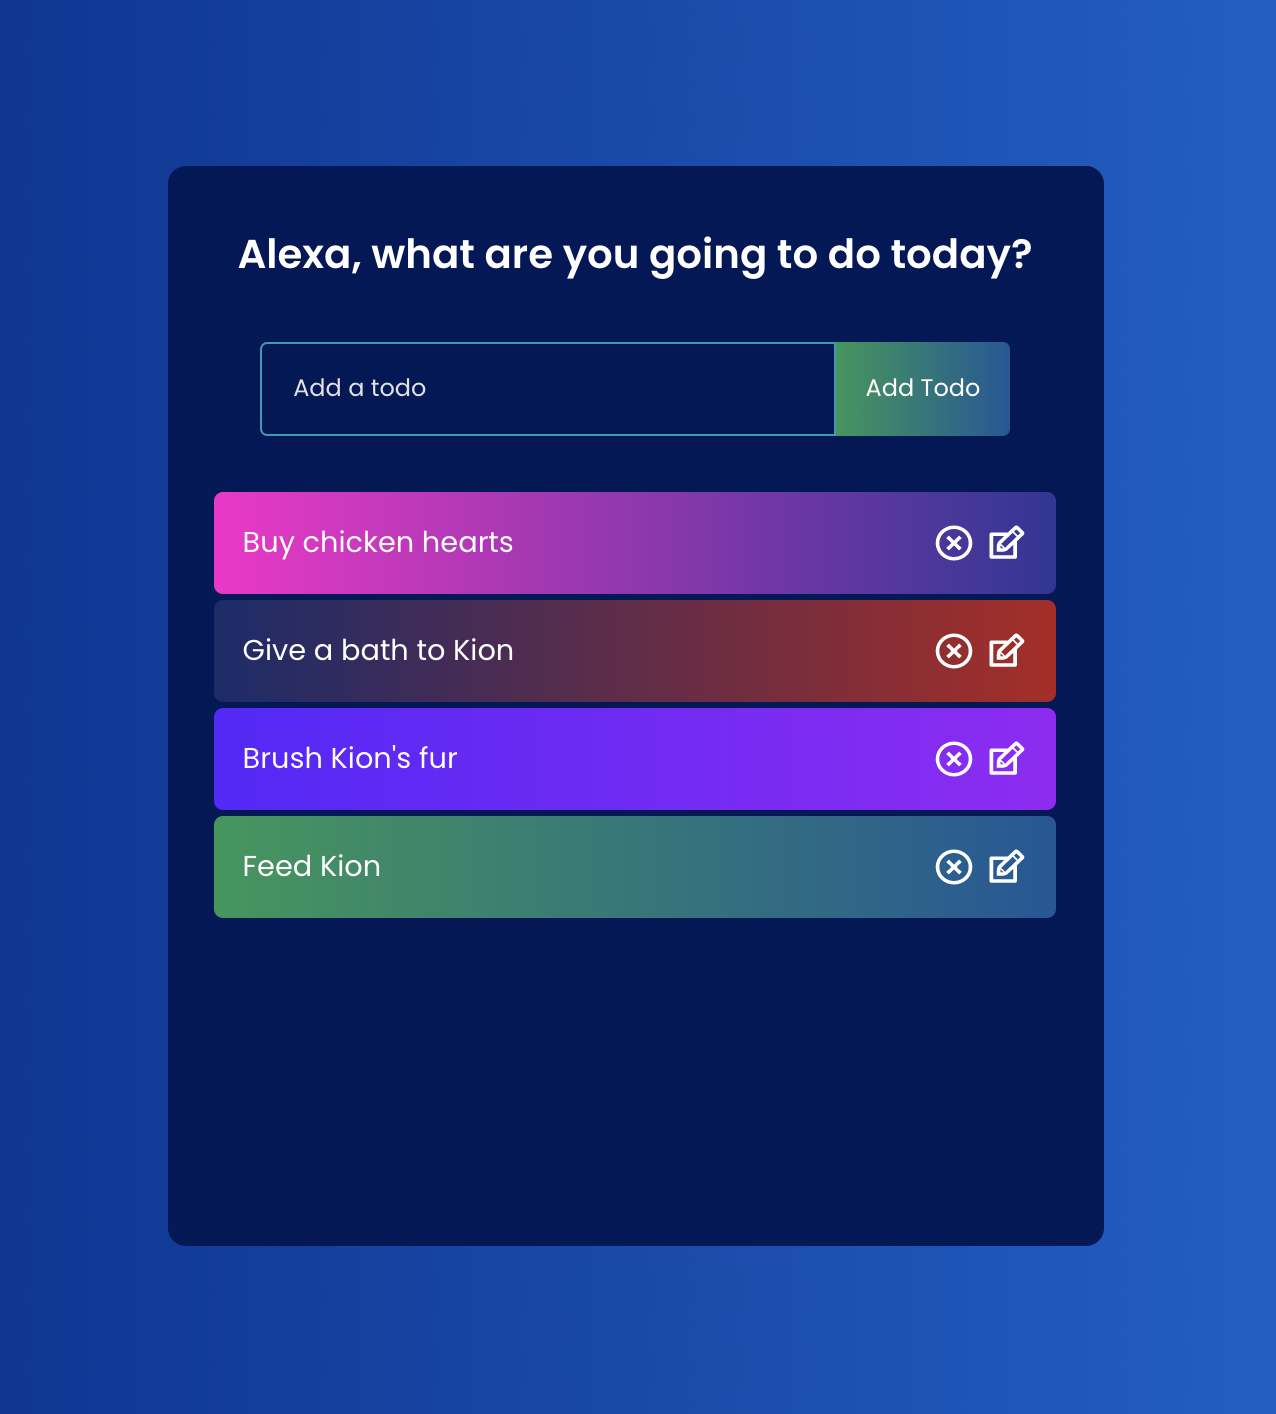 Alexa, what are you going to do today?
Add a todo
Add Todo
Buy chicken hearts
Give a bath to Kion
Brush Kion's fur
Feed Kion